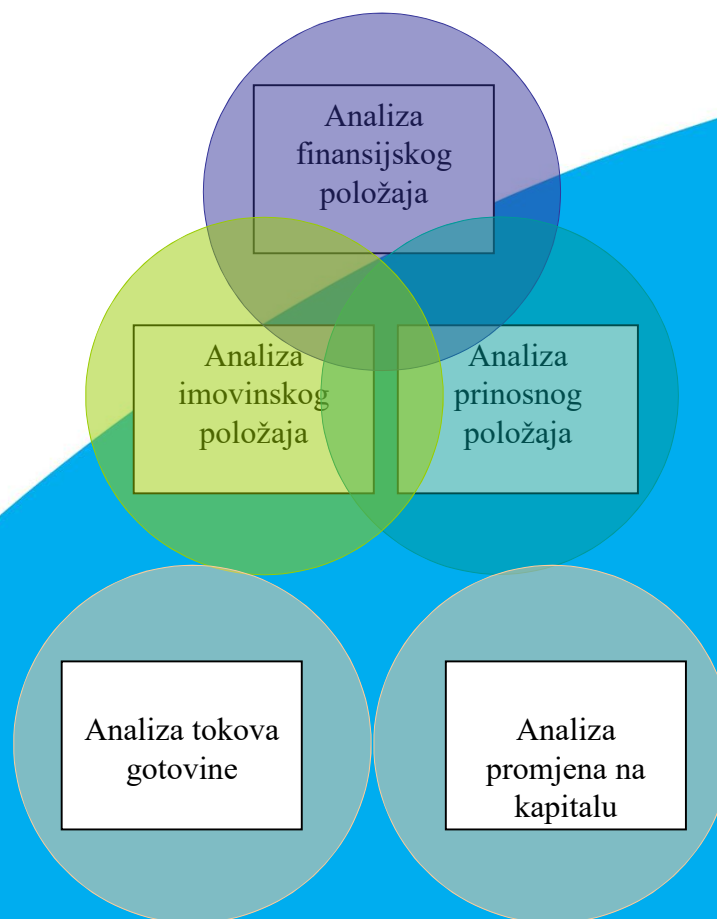 Analiza
finansijskog
položaja
Analiza
imovinskog
položaja
Analiza
prinosnog
položaja
Analiza tokova
gotovine
Analiza
promjena na
kapitalu